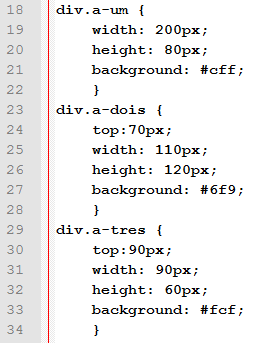 18 div.a-um {
19 width: 200px;
20 height: 80px;
21 background: #cff;
22 }
23 div.a-dois {
24 top:70px;
25 width: 110px;
26 height: 120px;
27 background: #6f9;
28 }
29 div.a-tres {
30 top:90px;
31 width: 90px;
32 height: 60px;
33 background: #fcf;
34 }